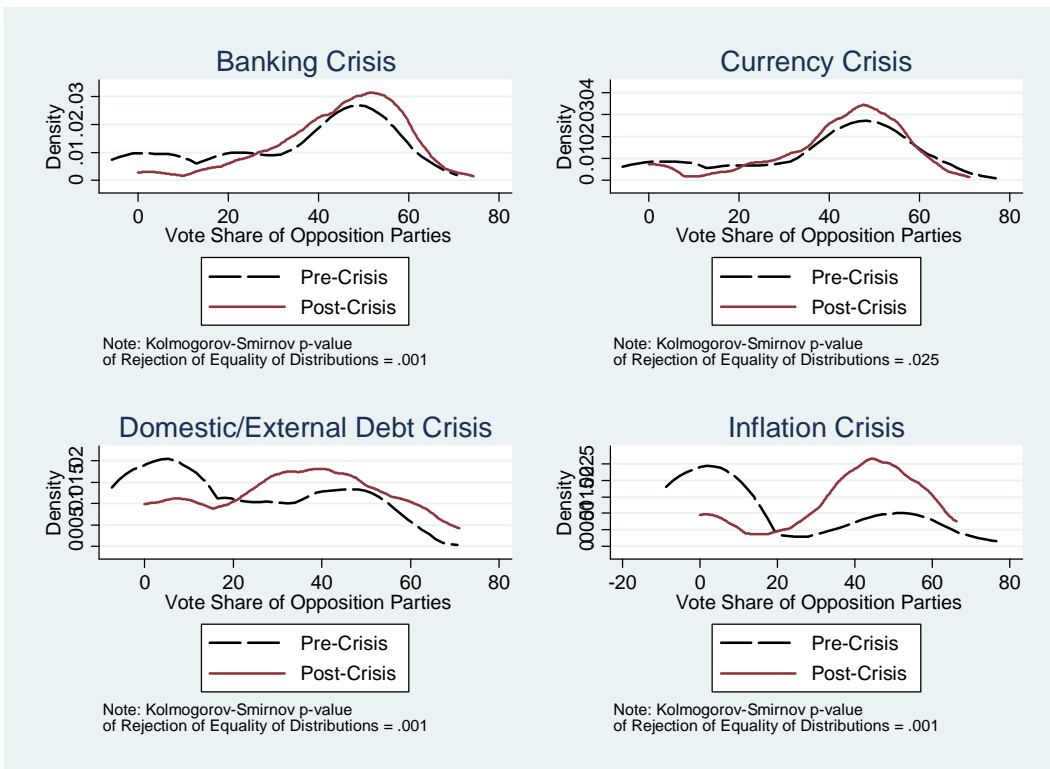 Banking Crisis
Density
0 .01.02.03
0 20 40 60 80
Vote Share of Opposition Parties
Pre-Crisis
Post-Crisis
Note: Kolmogorov-Smirnov p-value
of Rejection of Equality of Distributions = .001
Currency Crisis
Density
0 20 40 60 80
Vote Share of Opposition Parties
Pre-Crisis
Post-Crisis
Note: Kolmogorov-Smirnov p-value
of Rejection of Equality of Distributions = .025
Domestic/External Debt Crisis
Density
0 20 40 60 80
Vote Share of Opposition Parties
Pre-Crisis
Post-Crisis
Note: Kolmogorov-Smirnov p-value
of Rejection of Equality of Distributions = .001
Inflation Crisis
Density
-20 0 20 40 60 80
Vote Share of Opposition Parties
Pre-Crisis
Post-Crisis
Note: Kolmogorov-Smirnov p-value
of Rejection of Equality of Distributions = .001